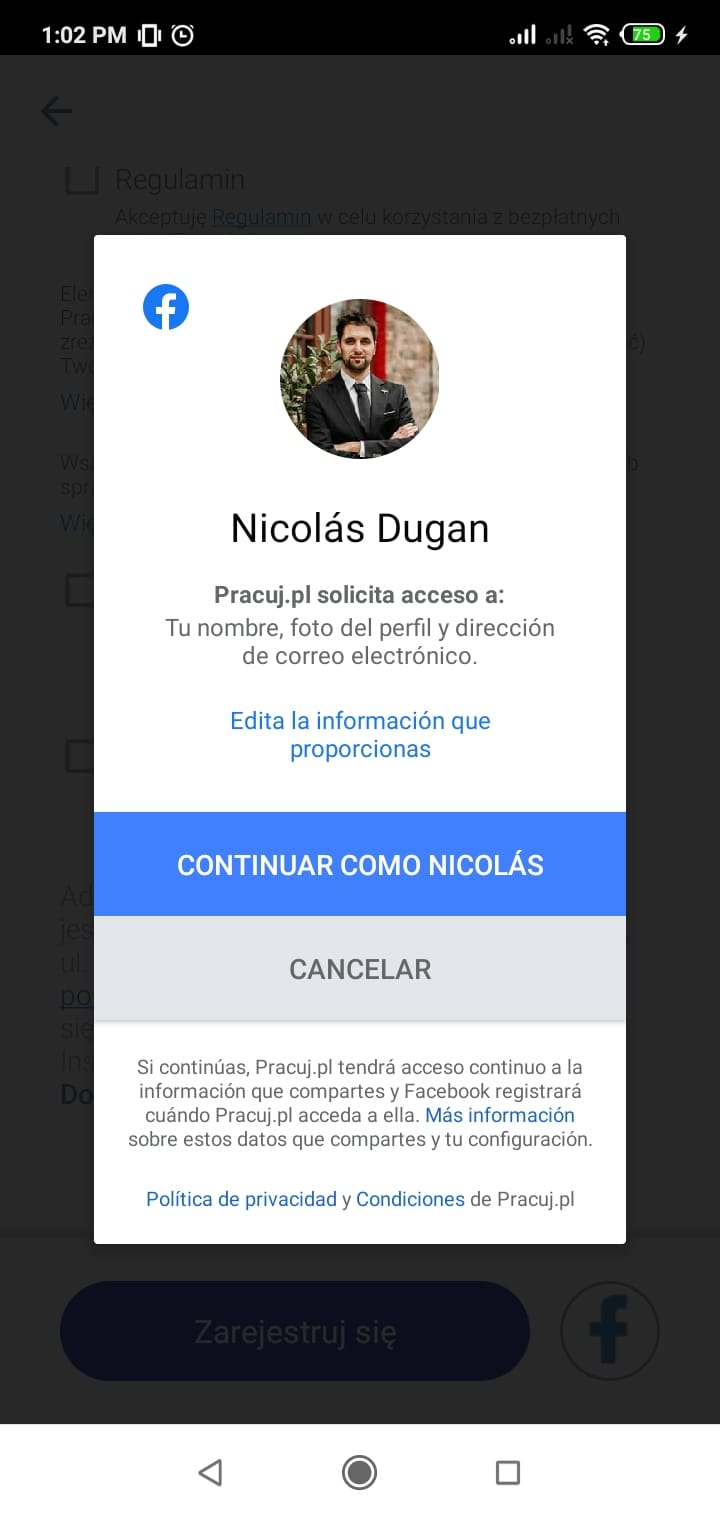 1:02 PM
75
Regulamin
Akceptuję Regulamin w celu korzystania z bezpłatnych
Nicolás Dugan
Pracuj.pl solicita acceso a:
Tu nombre, foto del perfil y dirección
de correo electrónico.
Edita la información que
proporcionas
CONTINUAR COMO NICOLÁS
CANCELAR
ul.
Si continúas, Pracuj.pl tendrá acceso continuo a la
información que compartes y Facebook registrará
cuándo Pracuj.pl acceda a ella. Más información
sobre estos datos que compartes y tu configuración.
Política de privacidad y Condiciones de Pracuj.pl
Zarejestruj się